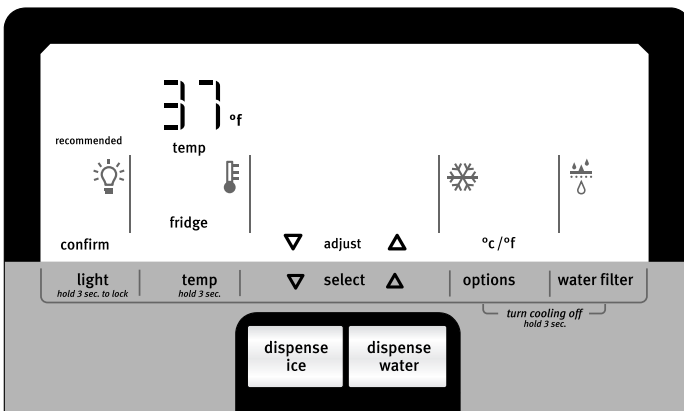 37 °f
recommended
temp
fridge
confirm
adjust
°c/°f
light
hold 3 sec. to lock
temp
hold 3 sec.
select
options
water filter
turn cooling off
hold 3 sec.
dispense
ice
dispense
water